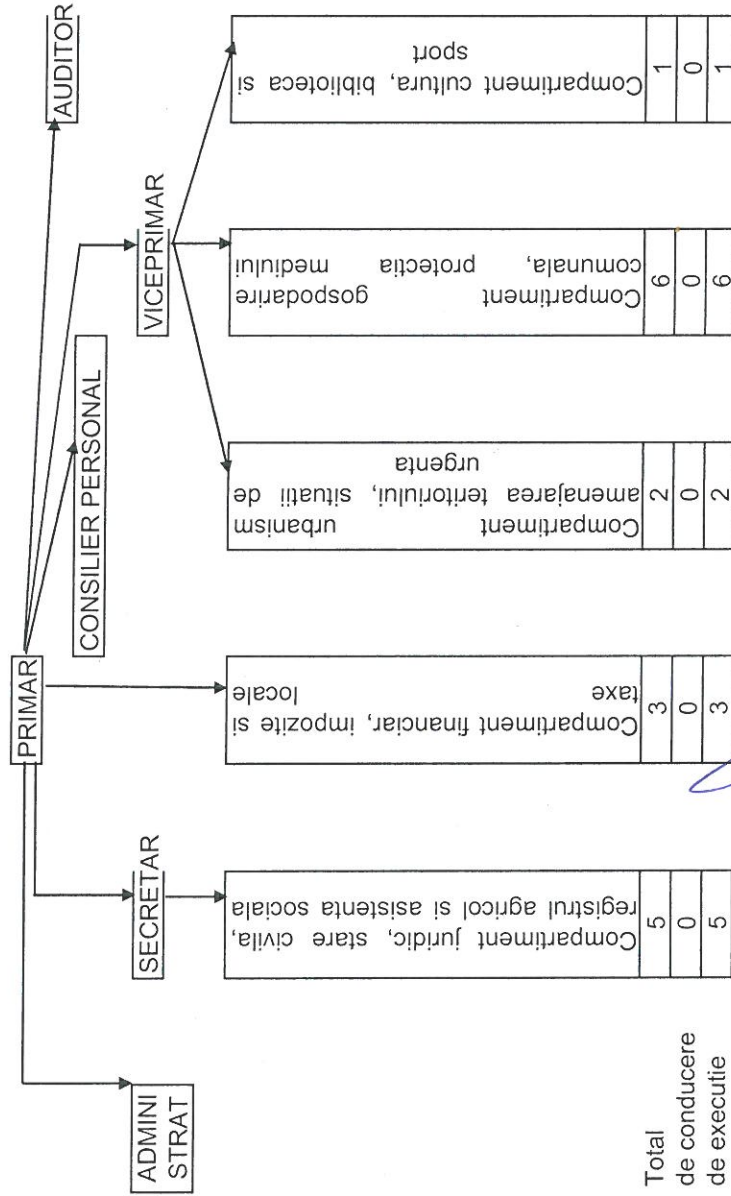 PRIMAR
AUDITOR
CONSILIER PERSONAL
VICEPRIMAR
SECRETAR
ADMINI
STRAT
Compartiment juridic, stare civila,
registrul agricol si asistenta sociala
Compartiment financiar, impozite si
taxe locale
Compartiment urbanism
amenajarea teritoriului, situatii de
urgenta
Compartiment gospodarire
comunala, protectia mediului
Compartiment cultura, biblioteca si
sport
Total 5 3 2 6 1
de conducere 0 0 0 0 0
de executie 5 3 2 6 1